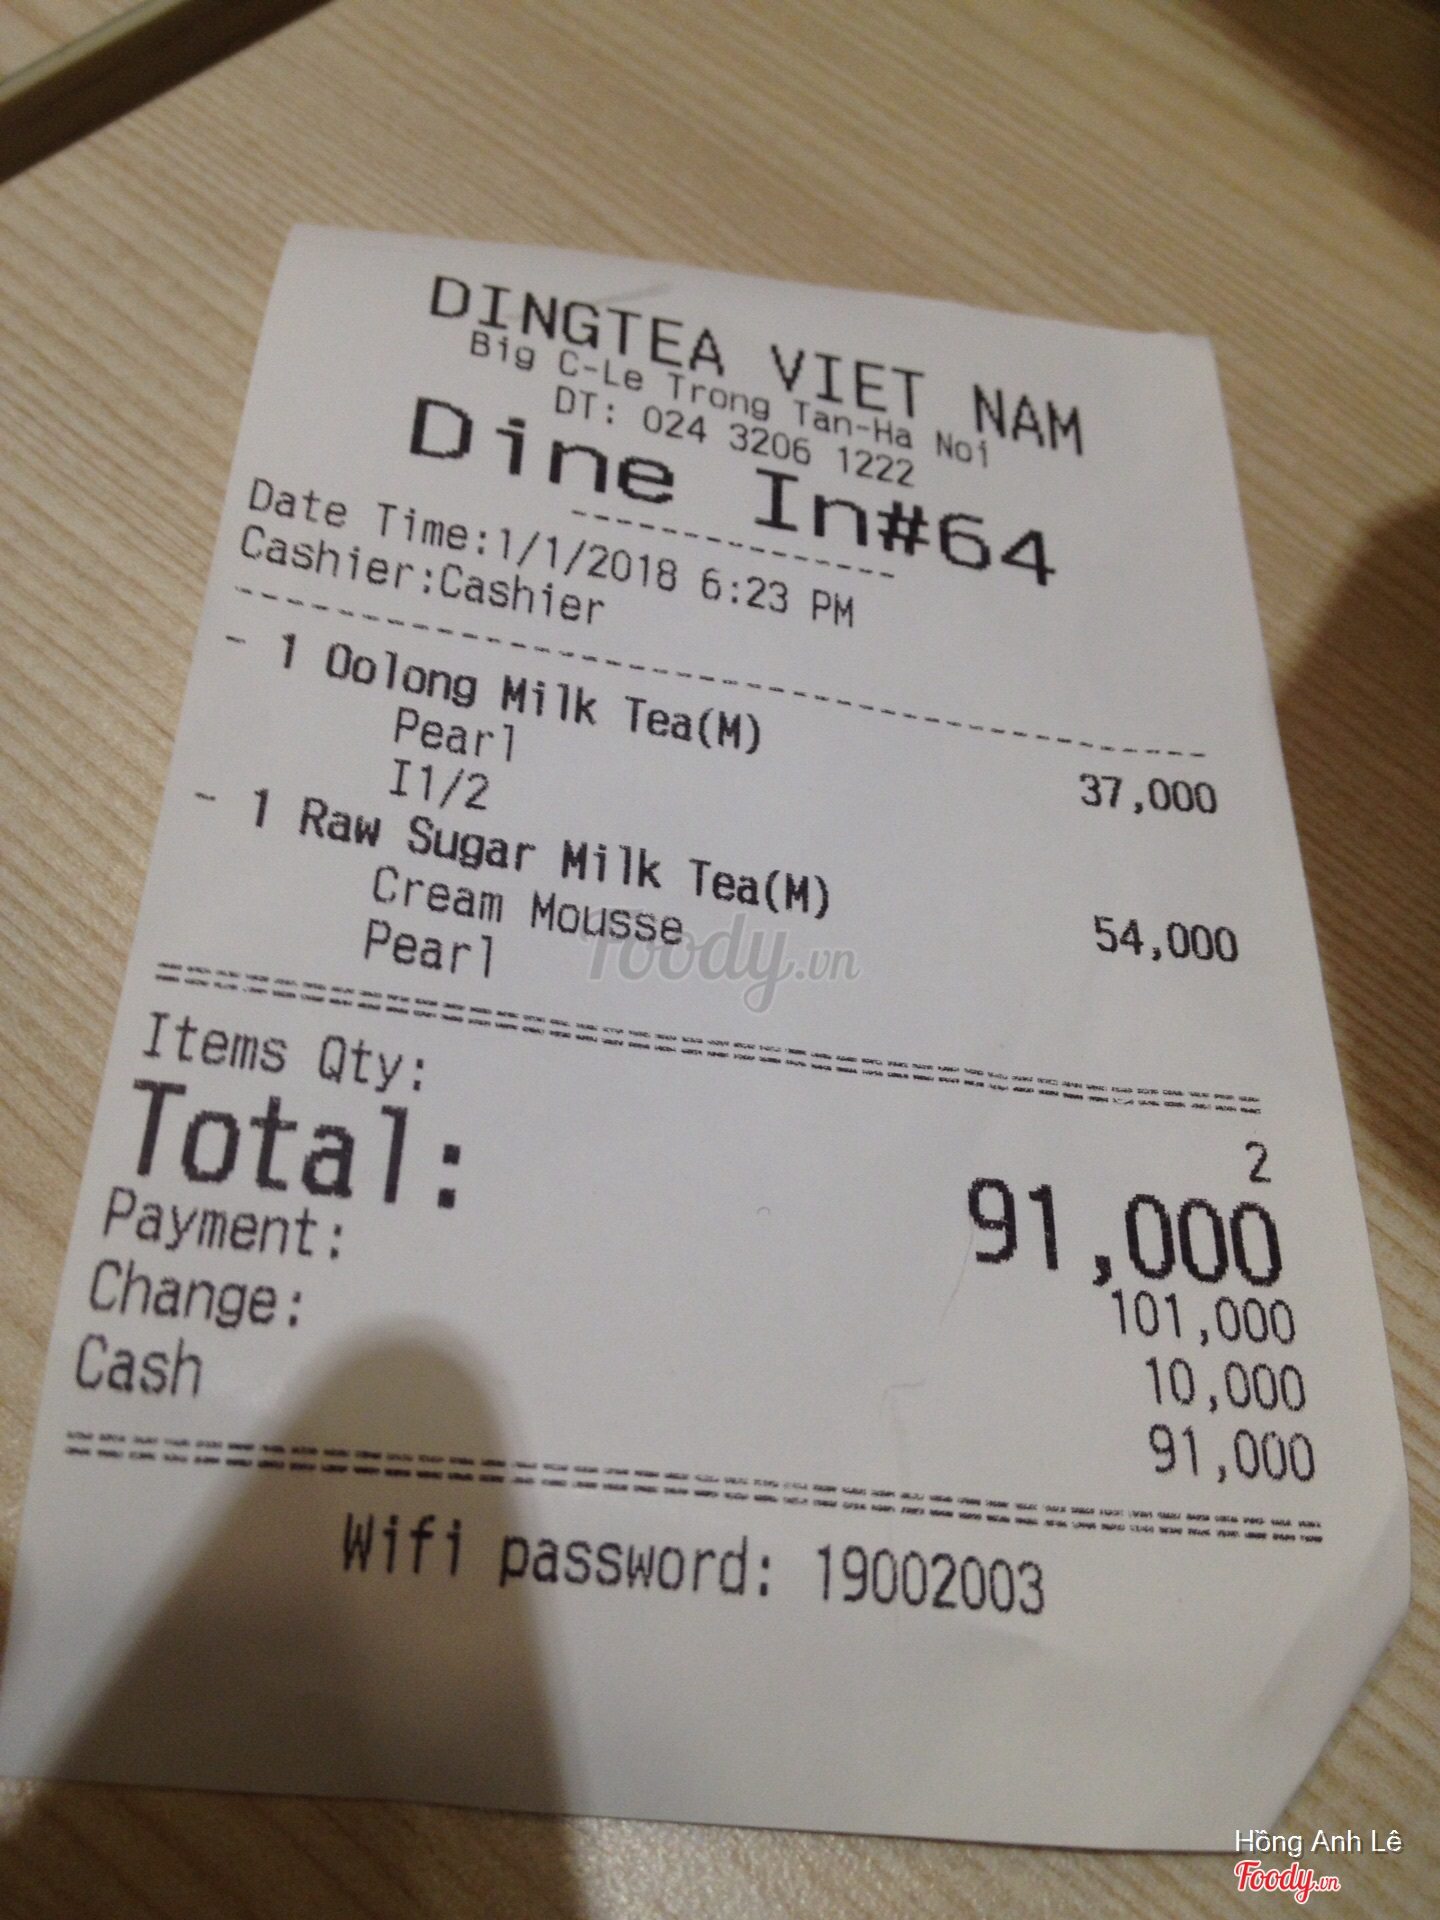 DINGTEA VIET NAM
Big C-Le Trong Tan-Ha Noi
DT: 024 3206 1222
Dine In#64
Date Time:1/1/2018 6:23 PM
Cashier:Cashier
- 1 Oolong Milk Tea(M) 37,000
Pearl
I1/2
- 1 Raw Sugar Milk Tea(M) 54,000
Cream Mousse
Pearl
Foody.vn
Items Qty: 2
Total: 91,000
Payment: 101,000
Change: 10,000
Cash 91,000
Wifi password: 19002003
Hồng Anh Lê
Foody.vn